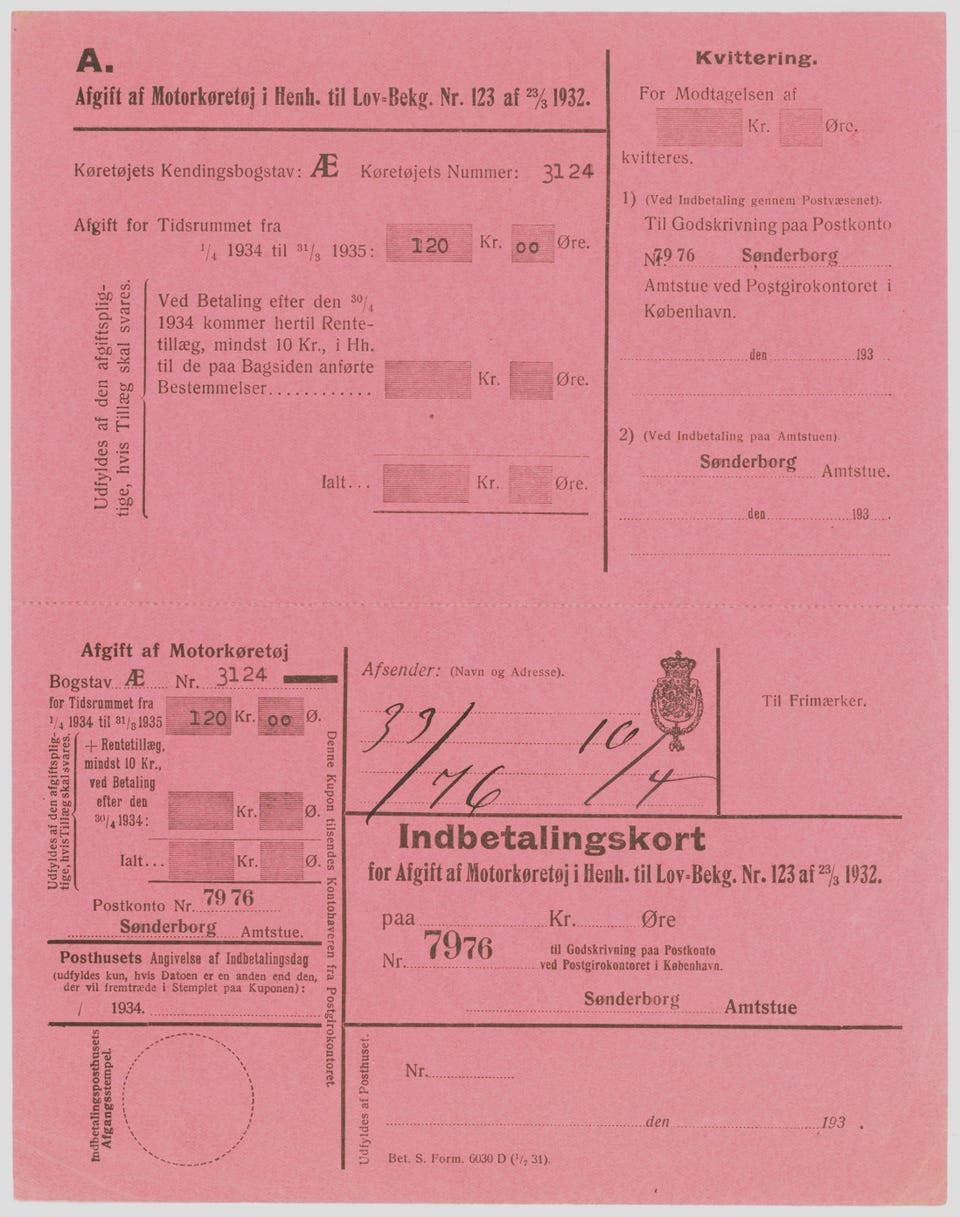 A.
Afgift af Motorkøretøj i Henh. til Lov=Bekg. Nr. 123 af 23/3 1932.
Køretøjets Kendingsbogstav: Æ Køretøjets Nummer: 3124
Afgift for Tidsrummet fra
1/4 1934 til 31/3 1935: 120 Kr. 00 Øre.
Udfyldes af den afgiftsplig-
tige, hvis Tillæg skal svares.
Ved Betaling efter den 30/4
1934 kommer hertil Rente-
tillæg, mindst 10 Kr., i Hh.
til de paa Bagsiden anførte
Bestemmelser............ Kr. Øre.
Ialt... Kr. Øre.
Kvittering.
For Modtagelsen af
Kr. Øre.
kvitteres.
1) (Ved Indbetaling gennem Postvæsenet).
Til Godskrivning paa Postkonto
Nr. 7976 Sønderborg
Amtstue ved Postgirokontoret i
København.
den 193
2) (Ved Indbetaling paa Amtstuen)
Sønderborg Amtstue.
den 193
Afgift af Motorkøretøj
Bogstav Æ Nr. 3124
for Tidsrummet fra
1/4 1934 til 31/3 1935 120 Kr. 00 Ø.
Udfyldes af den afgiftsplig-
tige, hvis Tillæg skal svares.
+ Rentetillæg,
mindst 10 Kr.,
ved Betaling
efter den
30/4 1934: Kr. Ø.
Ialt... Kr. Ø.
Postkonto Nr. 7976
Sønderborg Amtstue.
Posthusets Angivelse af Indbetalingsdag
(udfyldes kun, hvis Datoen er en anden end den,
der vil fremtræde i Stemplet paa Kuponen):
/ 1934.
Indbetalingsposthusets
Afgangsstempel.
Denne Kupon tilsendes Kontohaveren fra Postgirokontoret.
Afsender: (Navn og Adresse).
33/76 10/4
Til Frimærker.
Indbetalingskort
for Afgift af Motorkøretøj i Henh. til Lov=Bekg. Nr. 123 af 23/3 1932.
paa Kr. Øre
Nr. 7976 til Godskrivning paa Postkonto
ved Postgirokontoret i København.
Sønderborg Amtstue
Udfyldes af Posthuset.
Nr.
den 193 .
Bet. S. Form. 6030 D (1/7 31).